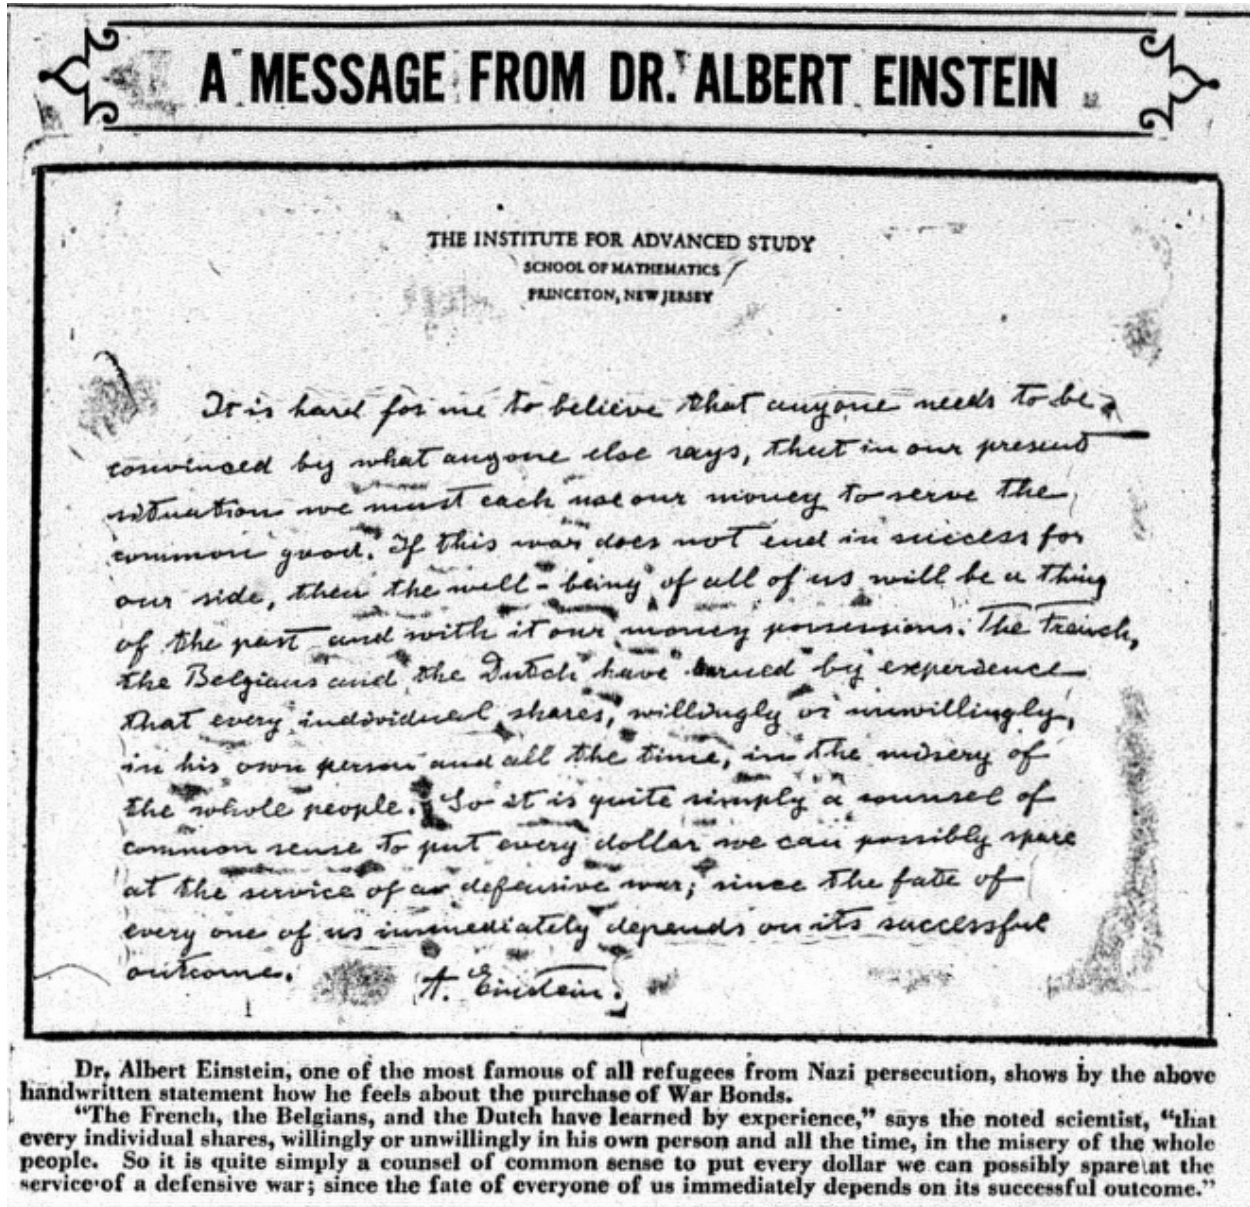 A MESSAGE FROM DR. ALBERT EINSTEIN
THE INSTITUTE FOR ADVANCED STUDY
SCHOOL OF MATHEMATICS
PRINCETON, NEW JERSEY
It is hard for me to believe that anyone needs to be
convinced by what anyone else says, that in our present
situation we must each use our money to serve the
common good. If this war does not end in success for
our side, then the well-being of all of us will be a thing
of the past and with it our money possessions. The French,
the Belgians and the Dutch have learned by experience
that every individual shares, willingly or unwillingly,
in his own person and all the time, in the misery of
the whole people. So it is quite simply a counsel of
common sense to put every dollar we can possibly spare
at the service of a defensive war; since the fate of
every one of us immediately depends on its successful
outcome.
A. Einstein.
Dr. Albert Einstein, one of the most famous of all refugees from Nazi persecution, shows by the above
handwritten statement how he feels about the purchase of War Bonds.
"The French, the Belgians, and the Dutch have learned by experience," says the noted scientist, "that
every individual shares, willingly or unwillingly in his own person and all the time, in the misery of the whole
people. So it is quite simply a counsel of common sense to put every dollar we can possibly spare at the
service of a defensive war; since the fate of everyone of us immediately depends on its successful outcome."